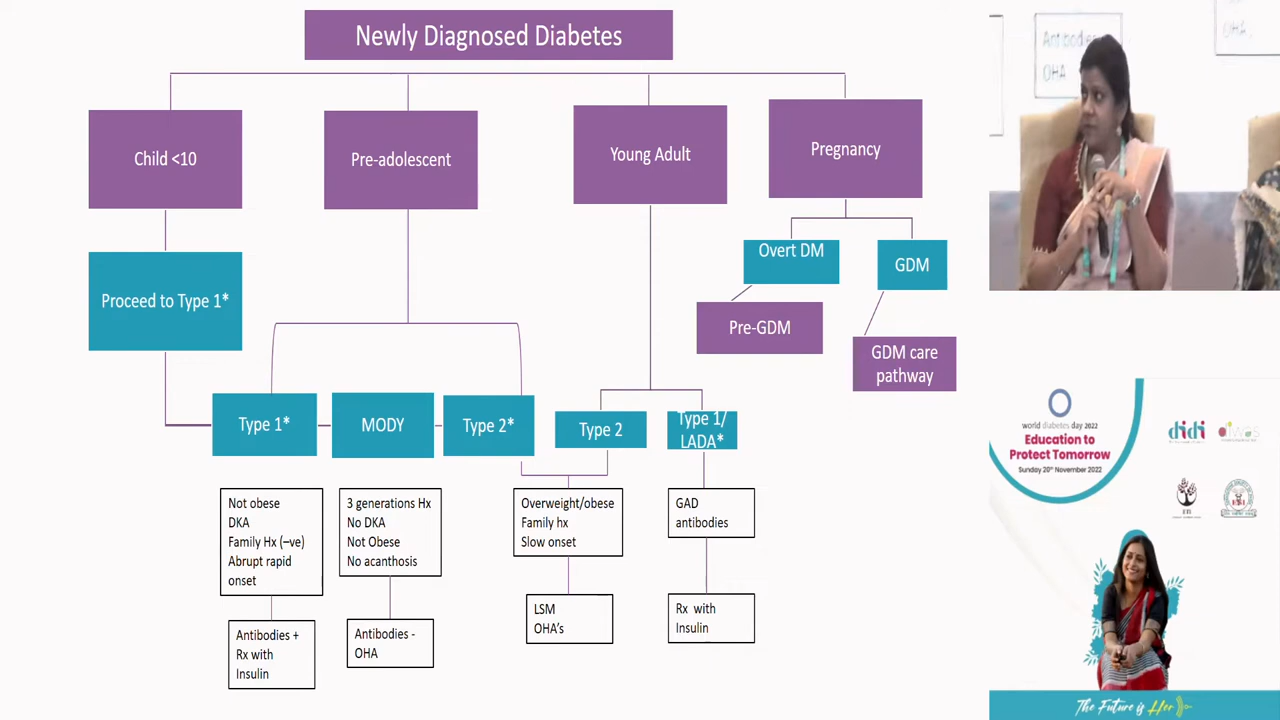 Newly Diagnosed Diabetes
Child <10
Pre-adolescent
Young Adult
Pregnancy
Proceed to Type 1*
Overt DM
GDM
Pre-GDM
GDM care
pathway
Type 1*
MODY
Type 2*
Type 2
Type 1/
LADA*
Not obese
DKA
Family Hx (–ve)
Abrupt rapid
onset
3 generations Hx
No DKA
Not Obese
No acanthosis
Overweight/obese
Family hx
Slow onset
GAD
antibodies
Antibodies +
Rx with
Insulin
Antibodies -
OHA
LSM
OHA’s
Rx with
Insulin
Antibodies
OHA
OHA
world diabetes day 2022
Education to
Protect Tomorrow
Sunday 20th November 2022
didi
The Future is Her